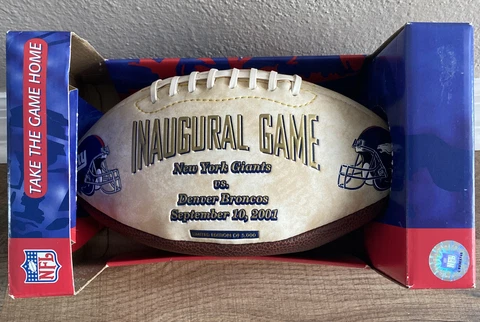 TAKE THE GAME HOME
NFL
INAUGURAL GAME
New York Giants
vs.
Denver Broncos
September 10, 2001
LIMITED EDITION OF 5,000